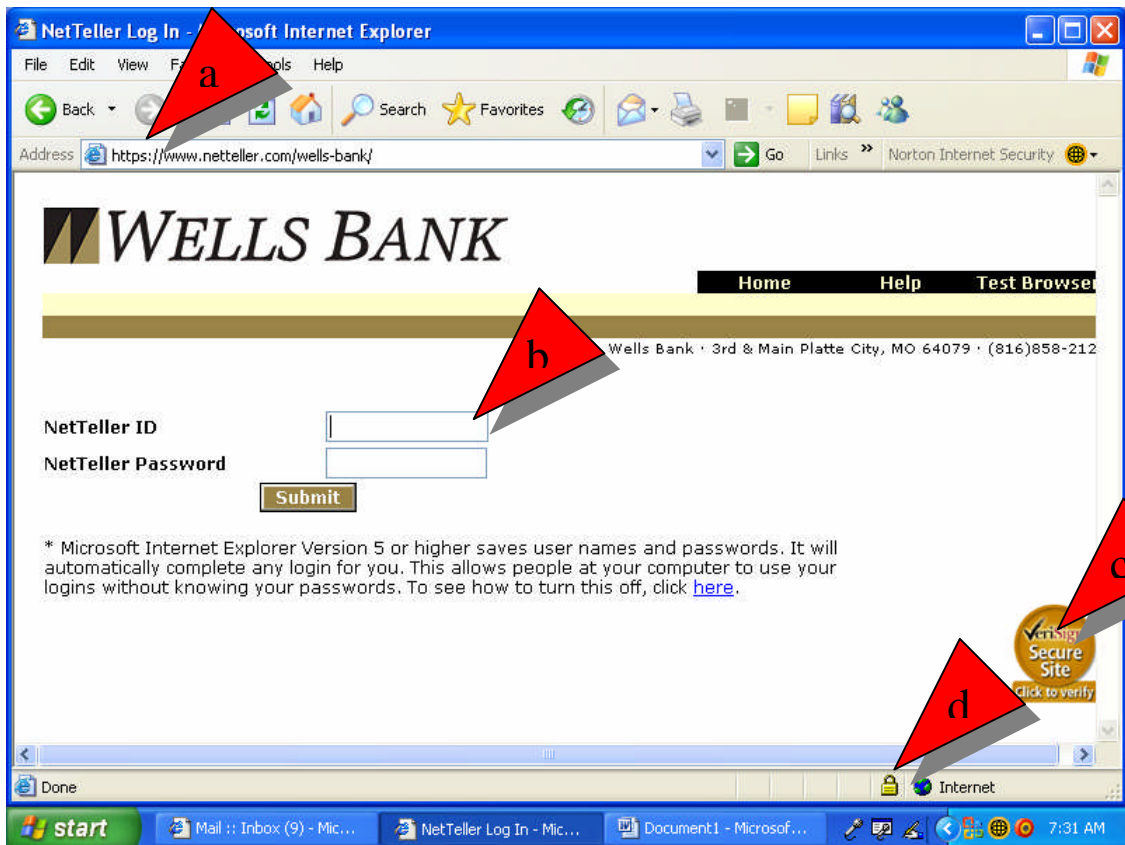 NetTeller Log In - Microsoft Internet Explorer
File Edit View Help
a
Back Search Favorites
Address https://www.netteller.com/wells-bank/ Go Links » Norton Internet Security
WELLS BANK
Home Help Test Browser
b
Wells Bank · 3rd & Main Platte City, MO 64079 · (816)858-212
NetTeller ID
NetTeller Password
Submit
* Microsoft Internet Explorer Version 5 or higher saves user names and passwords. It will
automatically complete any login for you. This allows people at your computer to use your
logins without knowing your passwords. To see how to turn this off, click here.
c
VeriSign
Secure
Site
Click to verify
d
Done Internet
start Mail :: Inbox (9) - Mic... NetTeller Log In - Mic... Document1 - Microsof... 7:31 AM